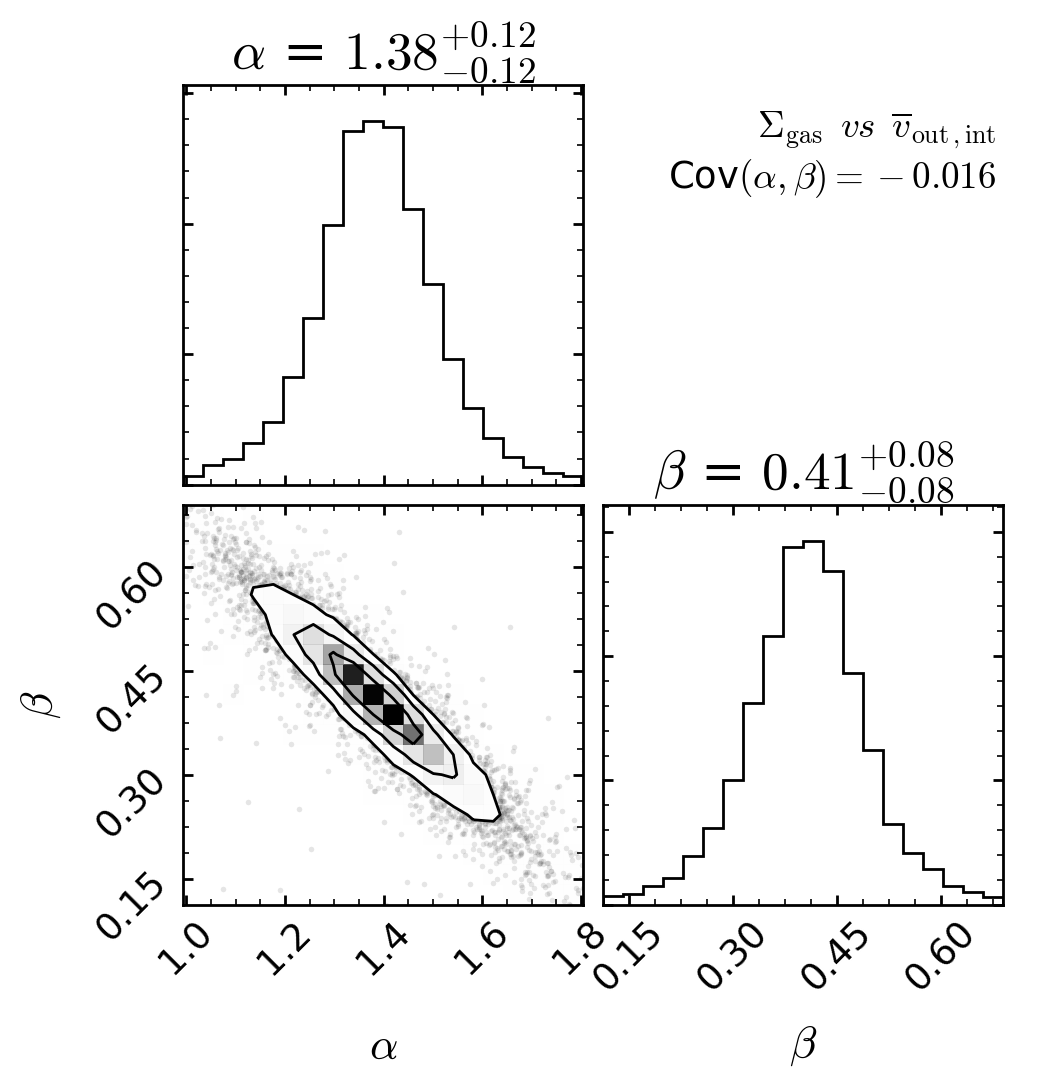 α = 1.38+0.12−0.12
Σgas vs v̅out,int
Cov(α, β) = −0.016
β = 0.41+0.08−0.08
β
0.60
0.45
0.30
0.15
1.0 1.2 1.4 1.6 1.8
α
0.15 0.30 0.45 0.60
β